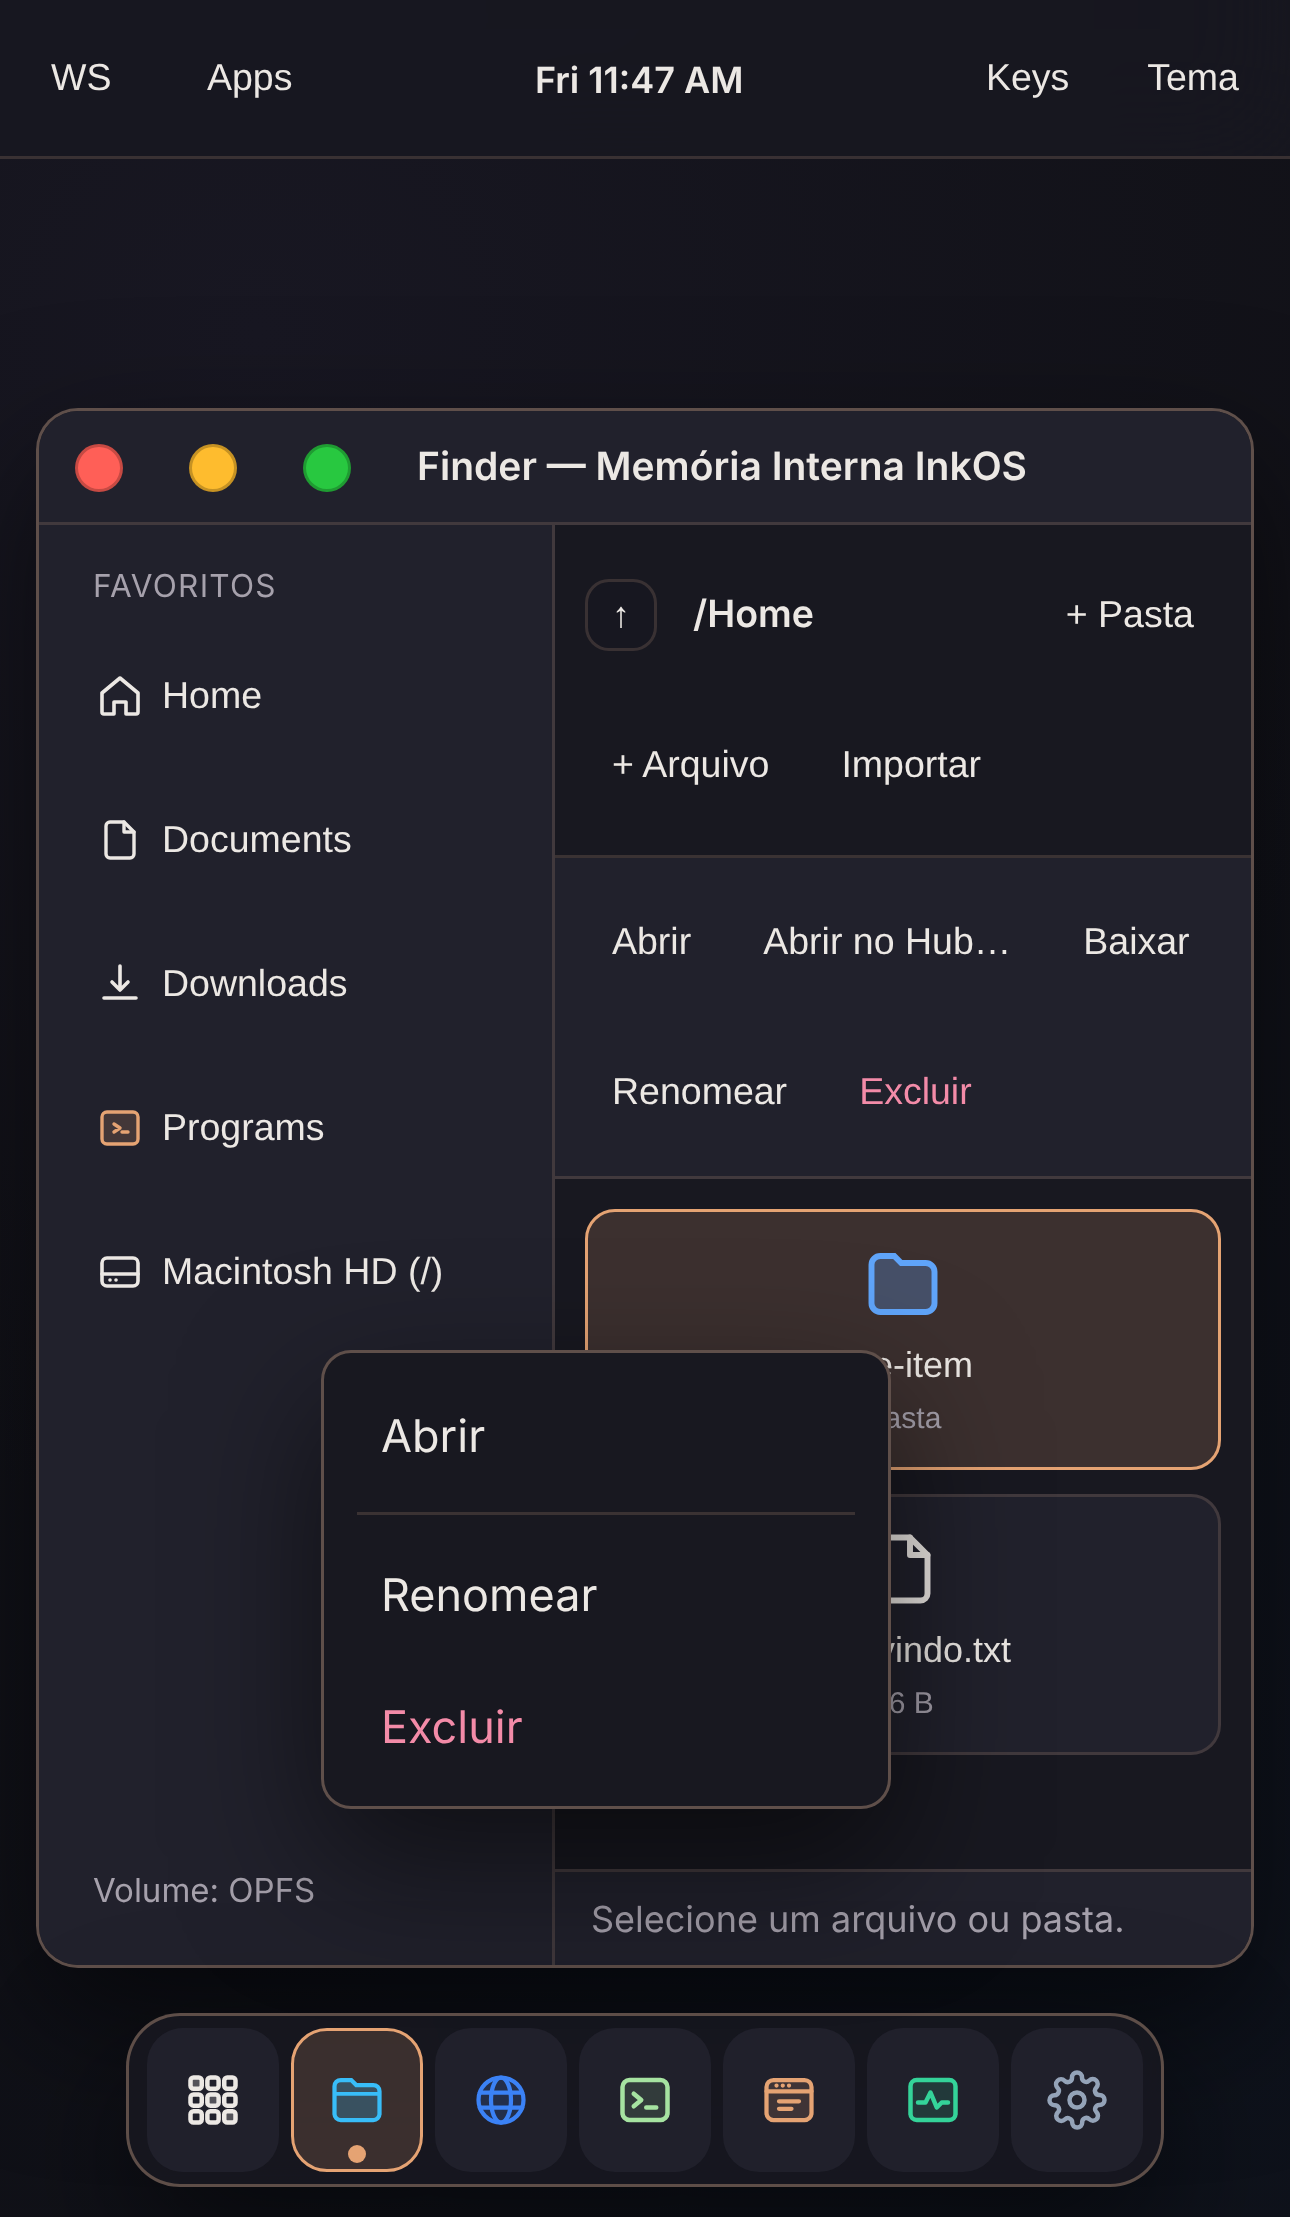 WS Apps Fri 11:47 AM Keys Tema
Finder — Memória Interna InkOS
FAVORITOS
Home
Documents
Downloads
Programs
Macintosh HD (/)
Volume: OPFS
↑ /Home + Pasta
+ Arquivo Importar
Abrir Abrir no Hub… Baixar
Renomear Excluir
e-item
asta
vindo.txt
6 B
Abrir
Renomear
Excluir
Selecione um arquivo ou pasta.